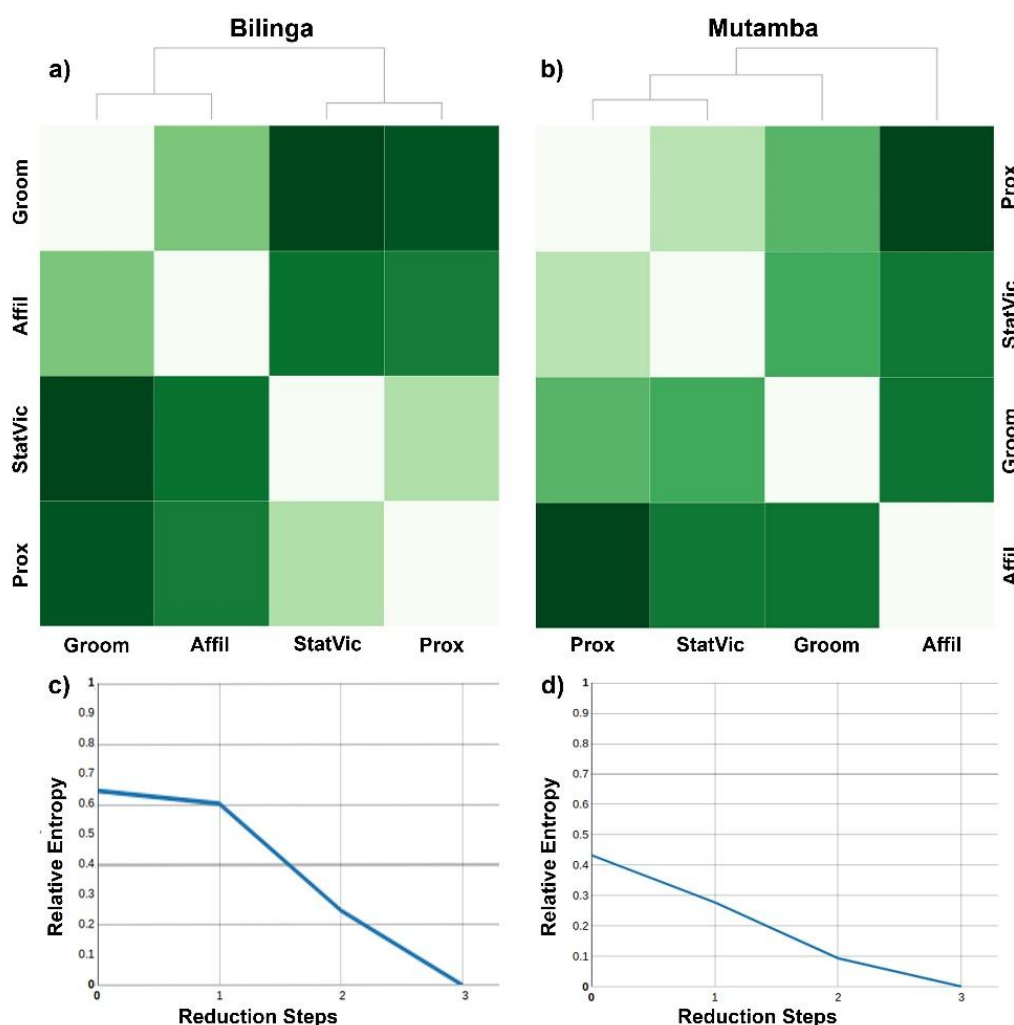 Bilinga
Mutamba
a)
b)
Groom
Affil
StatVic
Prox
Prox
StatVic
Groom
Affil
Groom Affil StatVic Prox
Prox StatVic Groom Affil
c)
1
0.9
0.8
0.7
0.6
0.5
0.4
0.3
0.2
0.1
0
Relative Entropy
0 1 2 3
Reduction Steps
d)
1
0.9
0.8
0.7
0.6
0.5
0.4
0.3
0.2
0.1
0
Relative Entropy
0 1 2 3
Reduction Steps